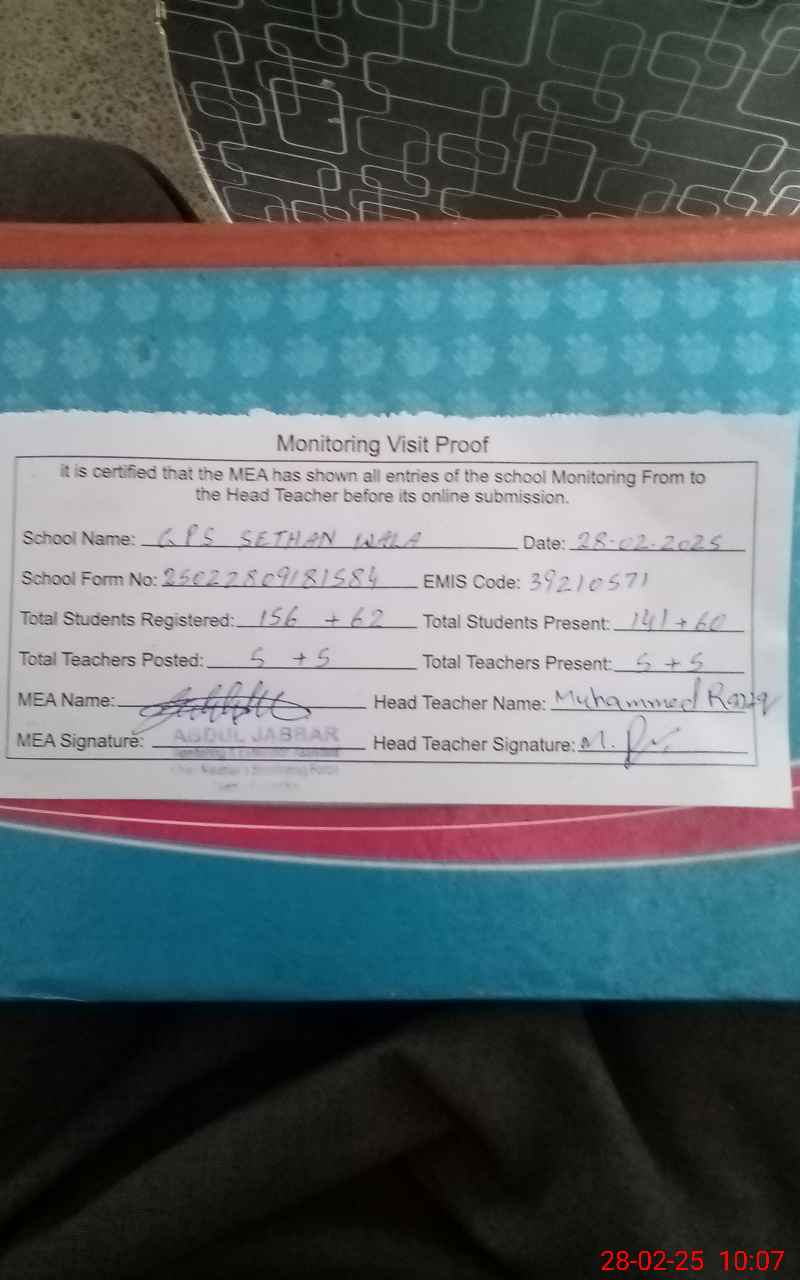 Monitoring Visit Proof
it is certified that the MEA has shown all entries of the school Monitoring From to
the Head Teacher before its online submission.
School Name: GPS SETHAN WALA Date: 28-02-2025
School Form No: 25022809181584 EMIS Code: 39210571
Total Students Registered: 156 + 62 Total Students Present: 141 + 60
Total Teachers Posted: 5 + 5 Total Teachers Present: 5 + 5
MEA Name: Head Teacher Name: Muhammed Razaq
MEA Signature: ABDUL JABBAR Head Teacher Signature: M.
28-02-25 10:07